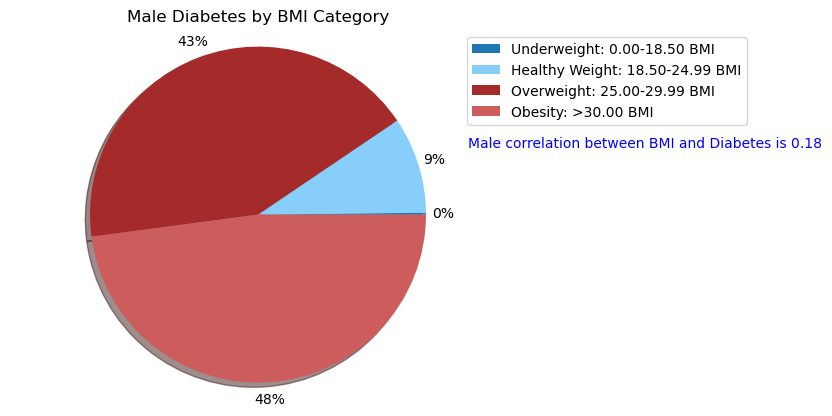 Male Diabetes by BMI Category
43%
9%
0%
48%
Underweight: 0.00-18.50 BMI
Healthy Weight: 18.50-24.99 BMI
Overweight: 25.00-29.99 BMI
Obesity: >30.00 BMI
Male correlation between BMI and Diabetes is 0.18